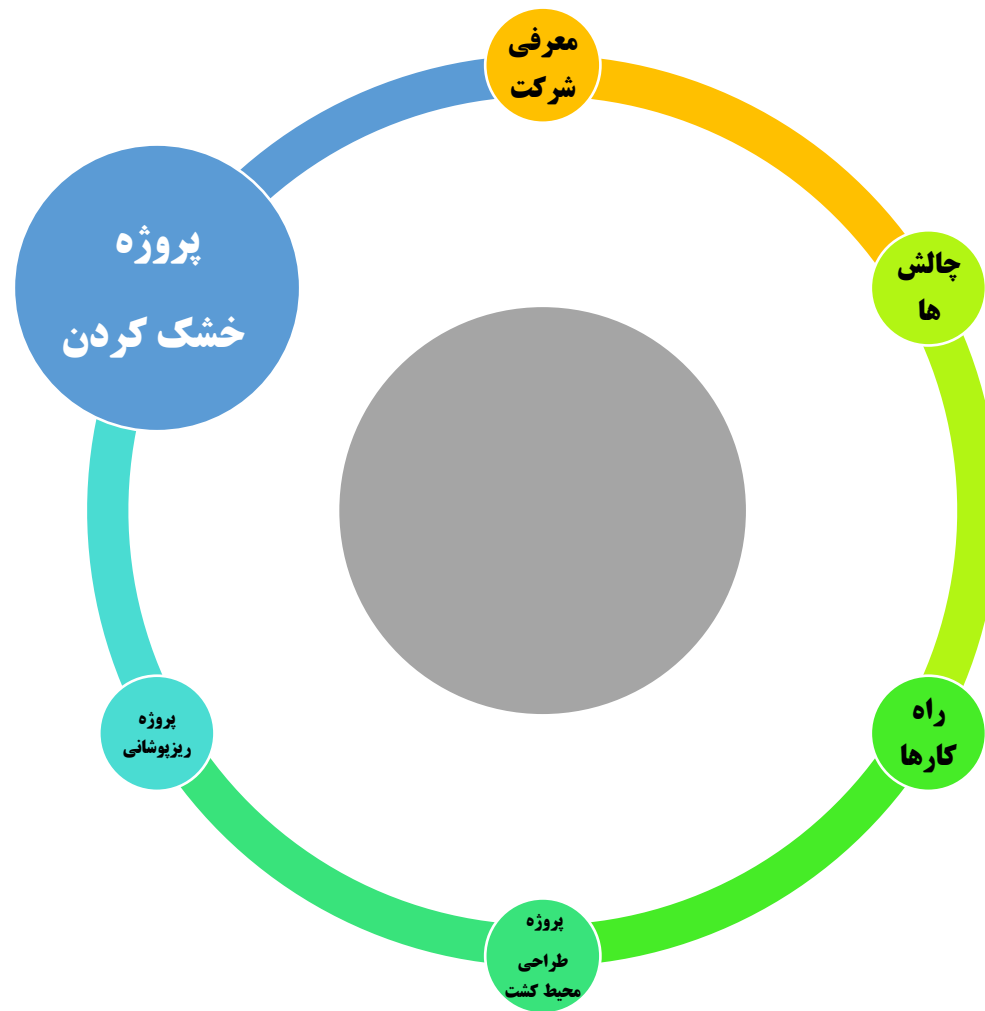 معرفی
شرکت
چالش
ها
راه
کارها
پروژه
طراحی
محیط کشت
پروژه
ریزپوشانی
پروژه
خشک کردن